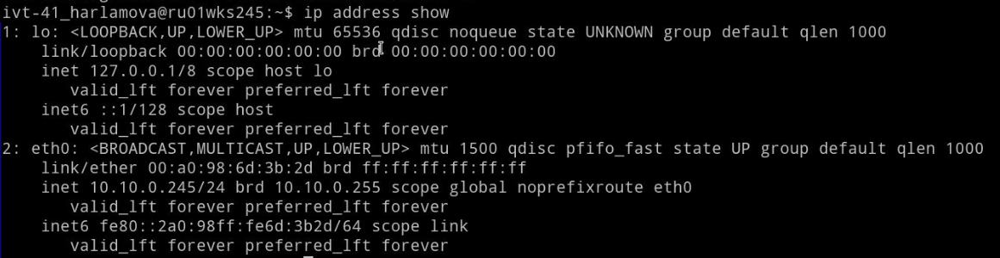 ivt-41_harlamova@ru01wks245:~$ ip address show
1: lo: <LOOPBACK,UP,LOWER_UP> mtu 65536 qdisc noqueue state UNKNOWN group default qlen 1000
    link/loopback 00:00:00:00:00:00 brd 00:00:00:00:00:00
    inet 127.0.0.1/8 scope host lo
       valid_lft forever preferred_lft forever
    inet6 ::1/128 scope host
       valid_lft forever preferred_lft forever
2: eth0: <BROADCAST,MULTICAST,UP,LOWER_UP> mtu 1500 qdisc pfifo_fast state UP group default qlen 1000
    link/ether 00:a0:98:6d:3b:2d brd ff:ff:ff:ff:ff:ff
    inet 10.10.0.245/24 brd 10.10.0.255 scope global noprefixroute eth0
       valid_lft forever preferred_lft forever
    inet6 fe80::2a0:98ff:fe6d:3b2d/64 scope link
       valid_lft forever preferred_lft forever